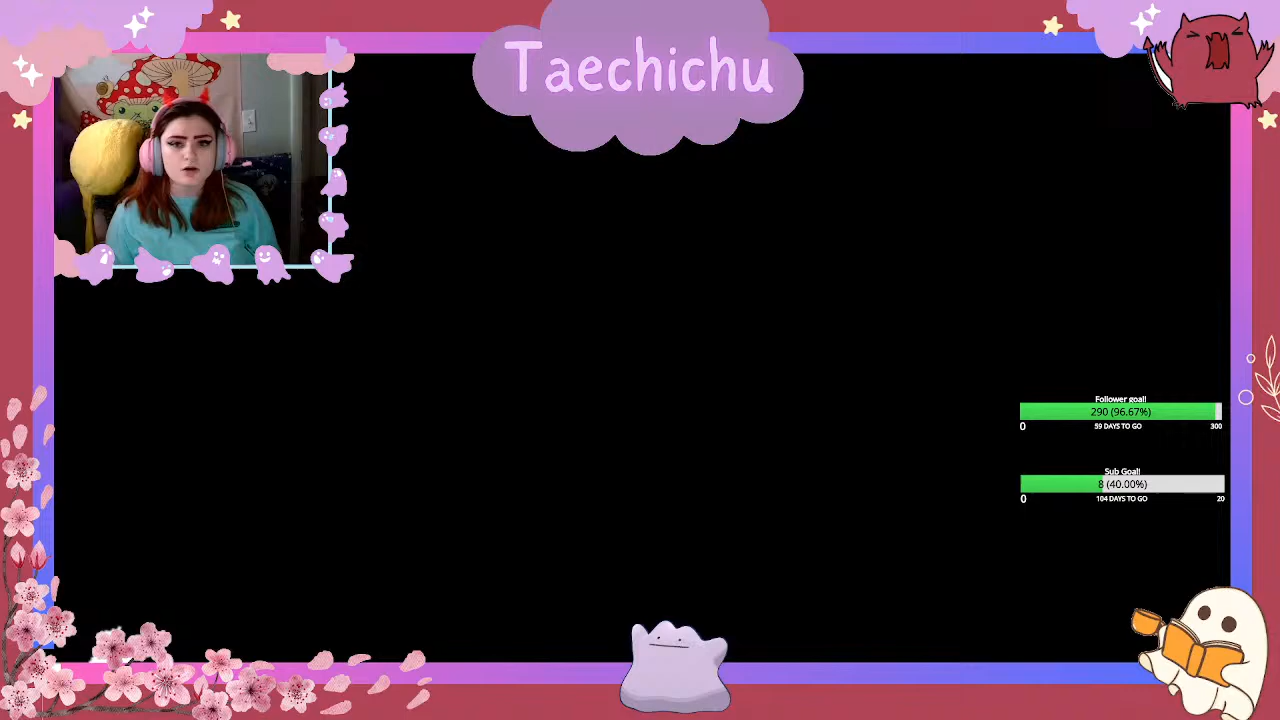 Taechichu
Follower goal!
290 (96.67%)
0 59 DAYS TO GO 300
Sub Goal!
8 (40.00%)
0 104 DAYS TO GO 20